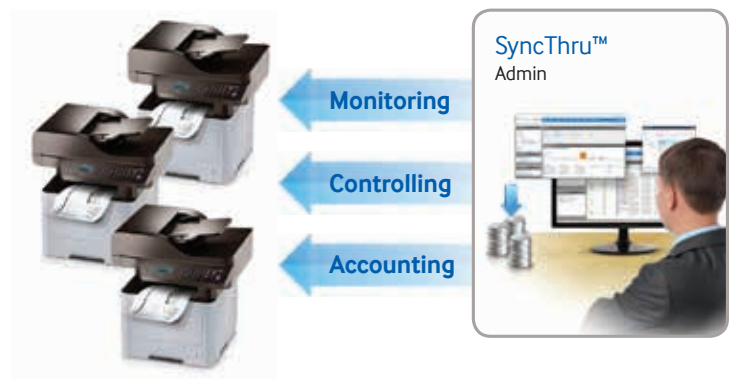 SyncThru™
Admin
Monitoring
Controlling
Accounting